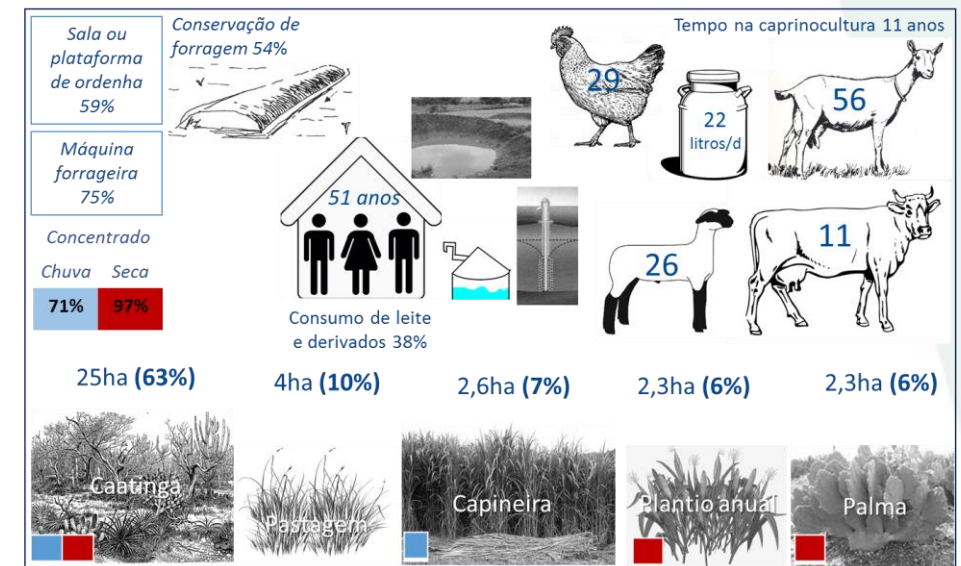 Sala ou
plataforma
de ordenha
59%
Máquina
forrageira
75%
Concentrado
Chuva Seca
71% 97%
Conservação de
forragem 54%
51 anos
Consumo de leite
e derivados 38%
Tempo na caprinocultura 11 anos
29
22
litros/d
56
26
11
25ha (63%)
4ha (10%)
2,6ha (7%)
2,3ha (6%)
2,3ha (6%)
Caatinga
Pastagem
Capineira
Plantio anual
Palma